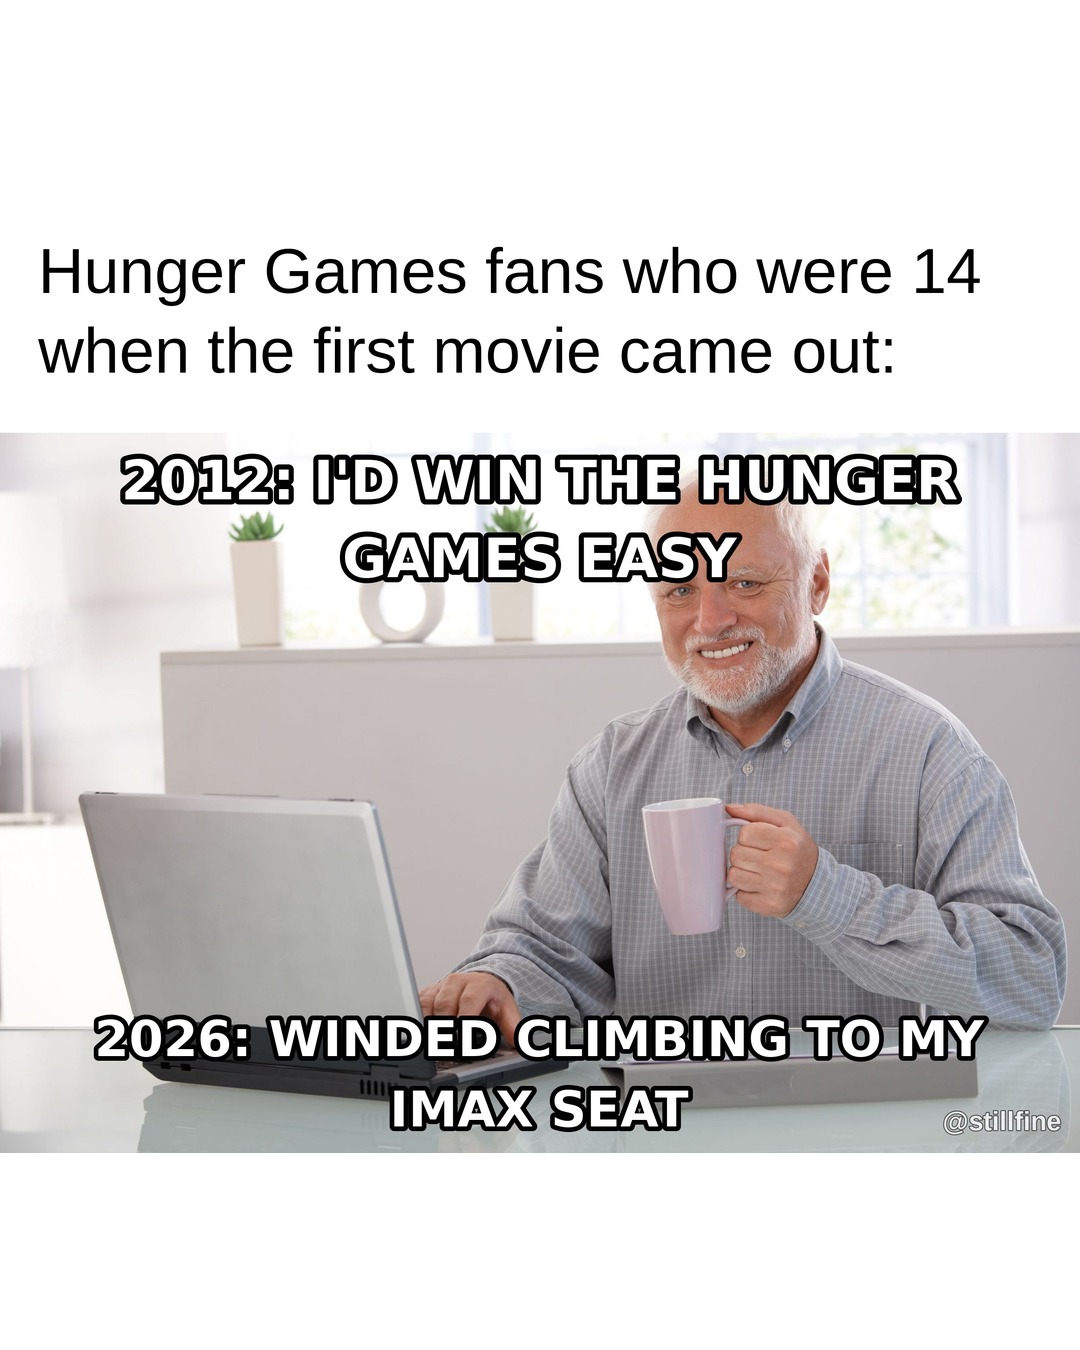 Hunger Games fans who were 14
when the first movie came out:
2012: I'D WIN THE HUNGER
GAMES EASY
2026: WINDED CLIMBING TO MY
IMAX SEAT
@stillfine